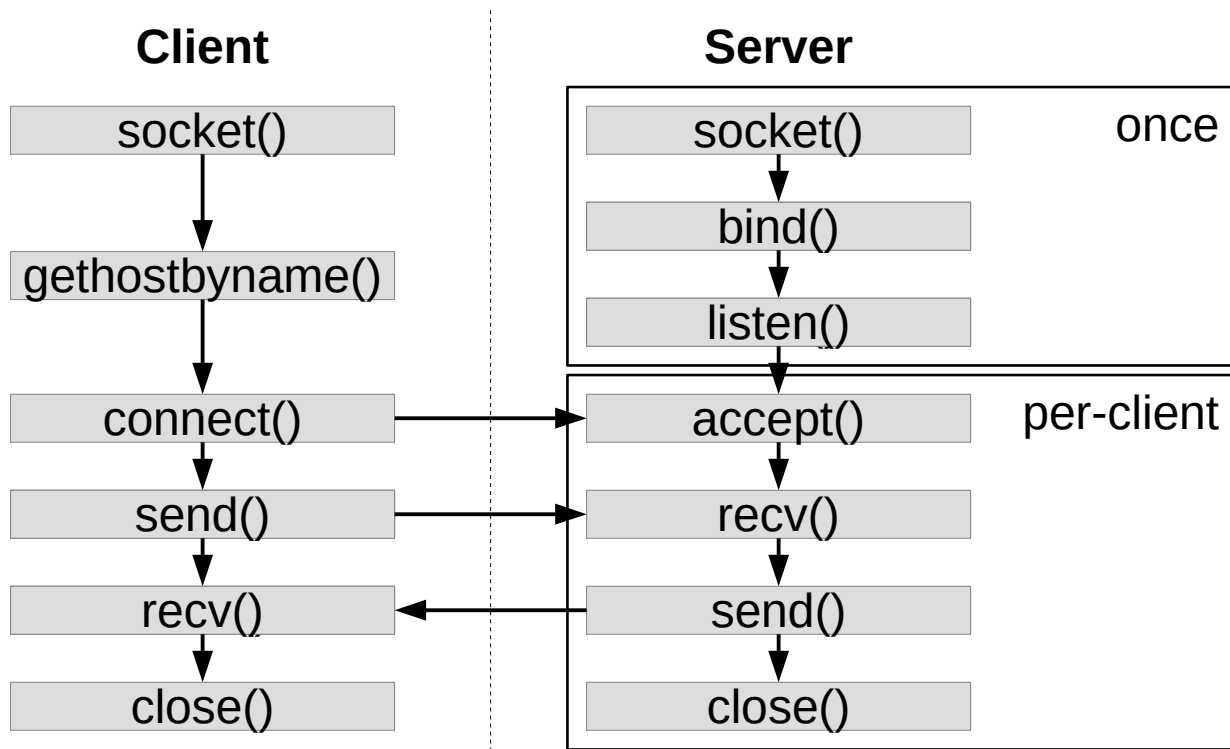 Client
socket()
gethostbyname()
connect()
send()
recv()
close()
Server
once
socket()
bind()
listen()
per-client
accept()
recv()
send()
close()